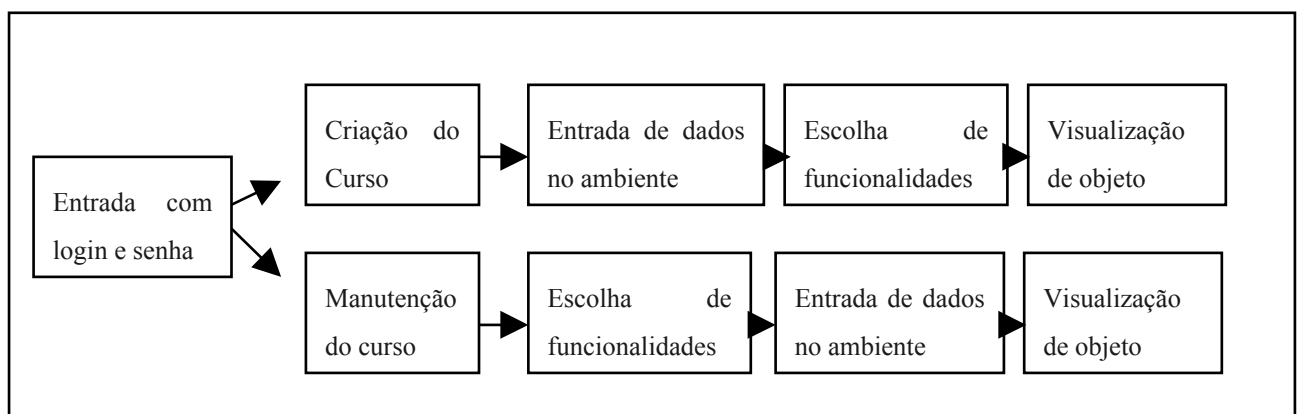 Entrada com
login e senha
Criação do
Curso
Entrada de dados
no ambiente
Escolha de
funcionalidades
Visualização
de objeto
Manutenção
do curso
Escolha de
funcionalidades
Entrada de dados
no ambiente
Visualização
de objeto